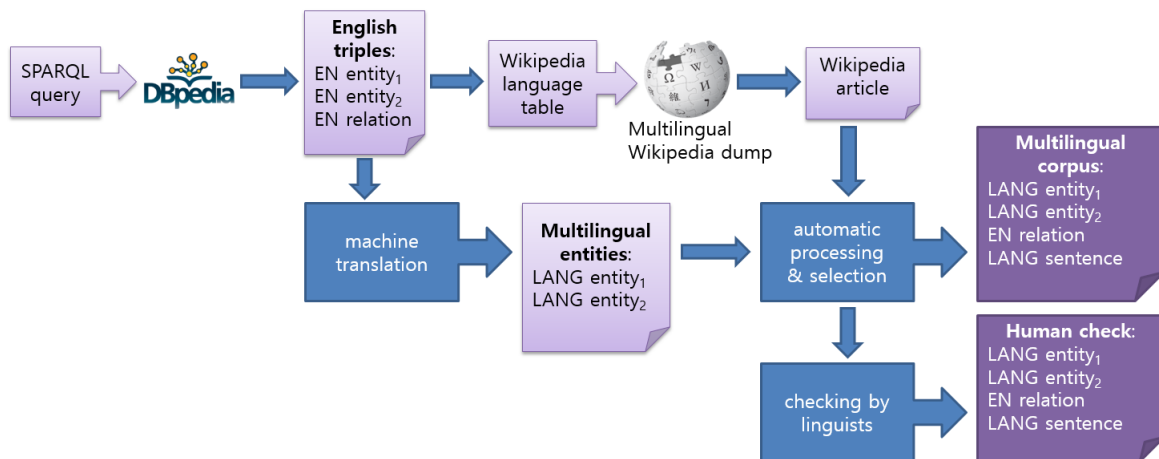 SPARQL
query
DBpedia
English
triples:
EN entity₁
EN entity₂
EN relation
Wikipedia
language
table
Ω
W
И
維
7
Multilingual
Wikipedia dump
Wikipedia
article
machine
translation
Multilingual
entities:
LANG entity₁
LANG entity₂
automatic
processing
& selection
Multilingual
corpus:
LANG entity₁
LANG entity₂
EN relation
LANG sentence
checking by
linguists
Human check:
LANG entity₁
LANG entity₂
EN relation
LANG sentence